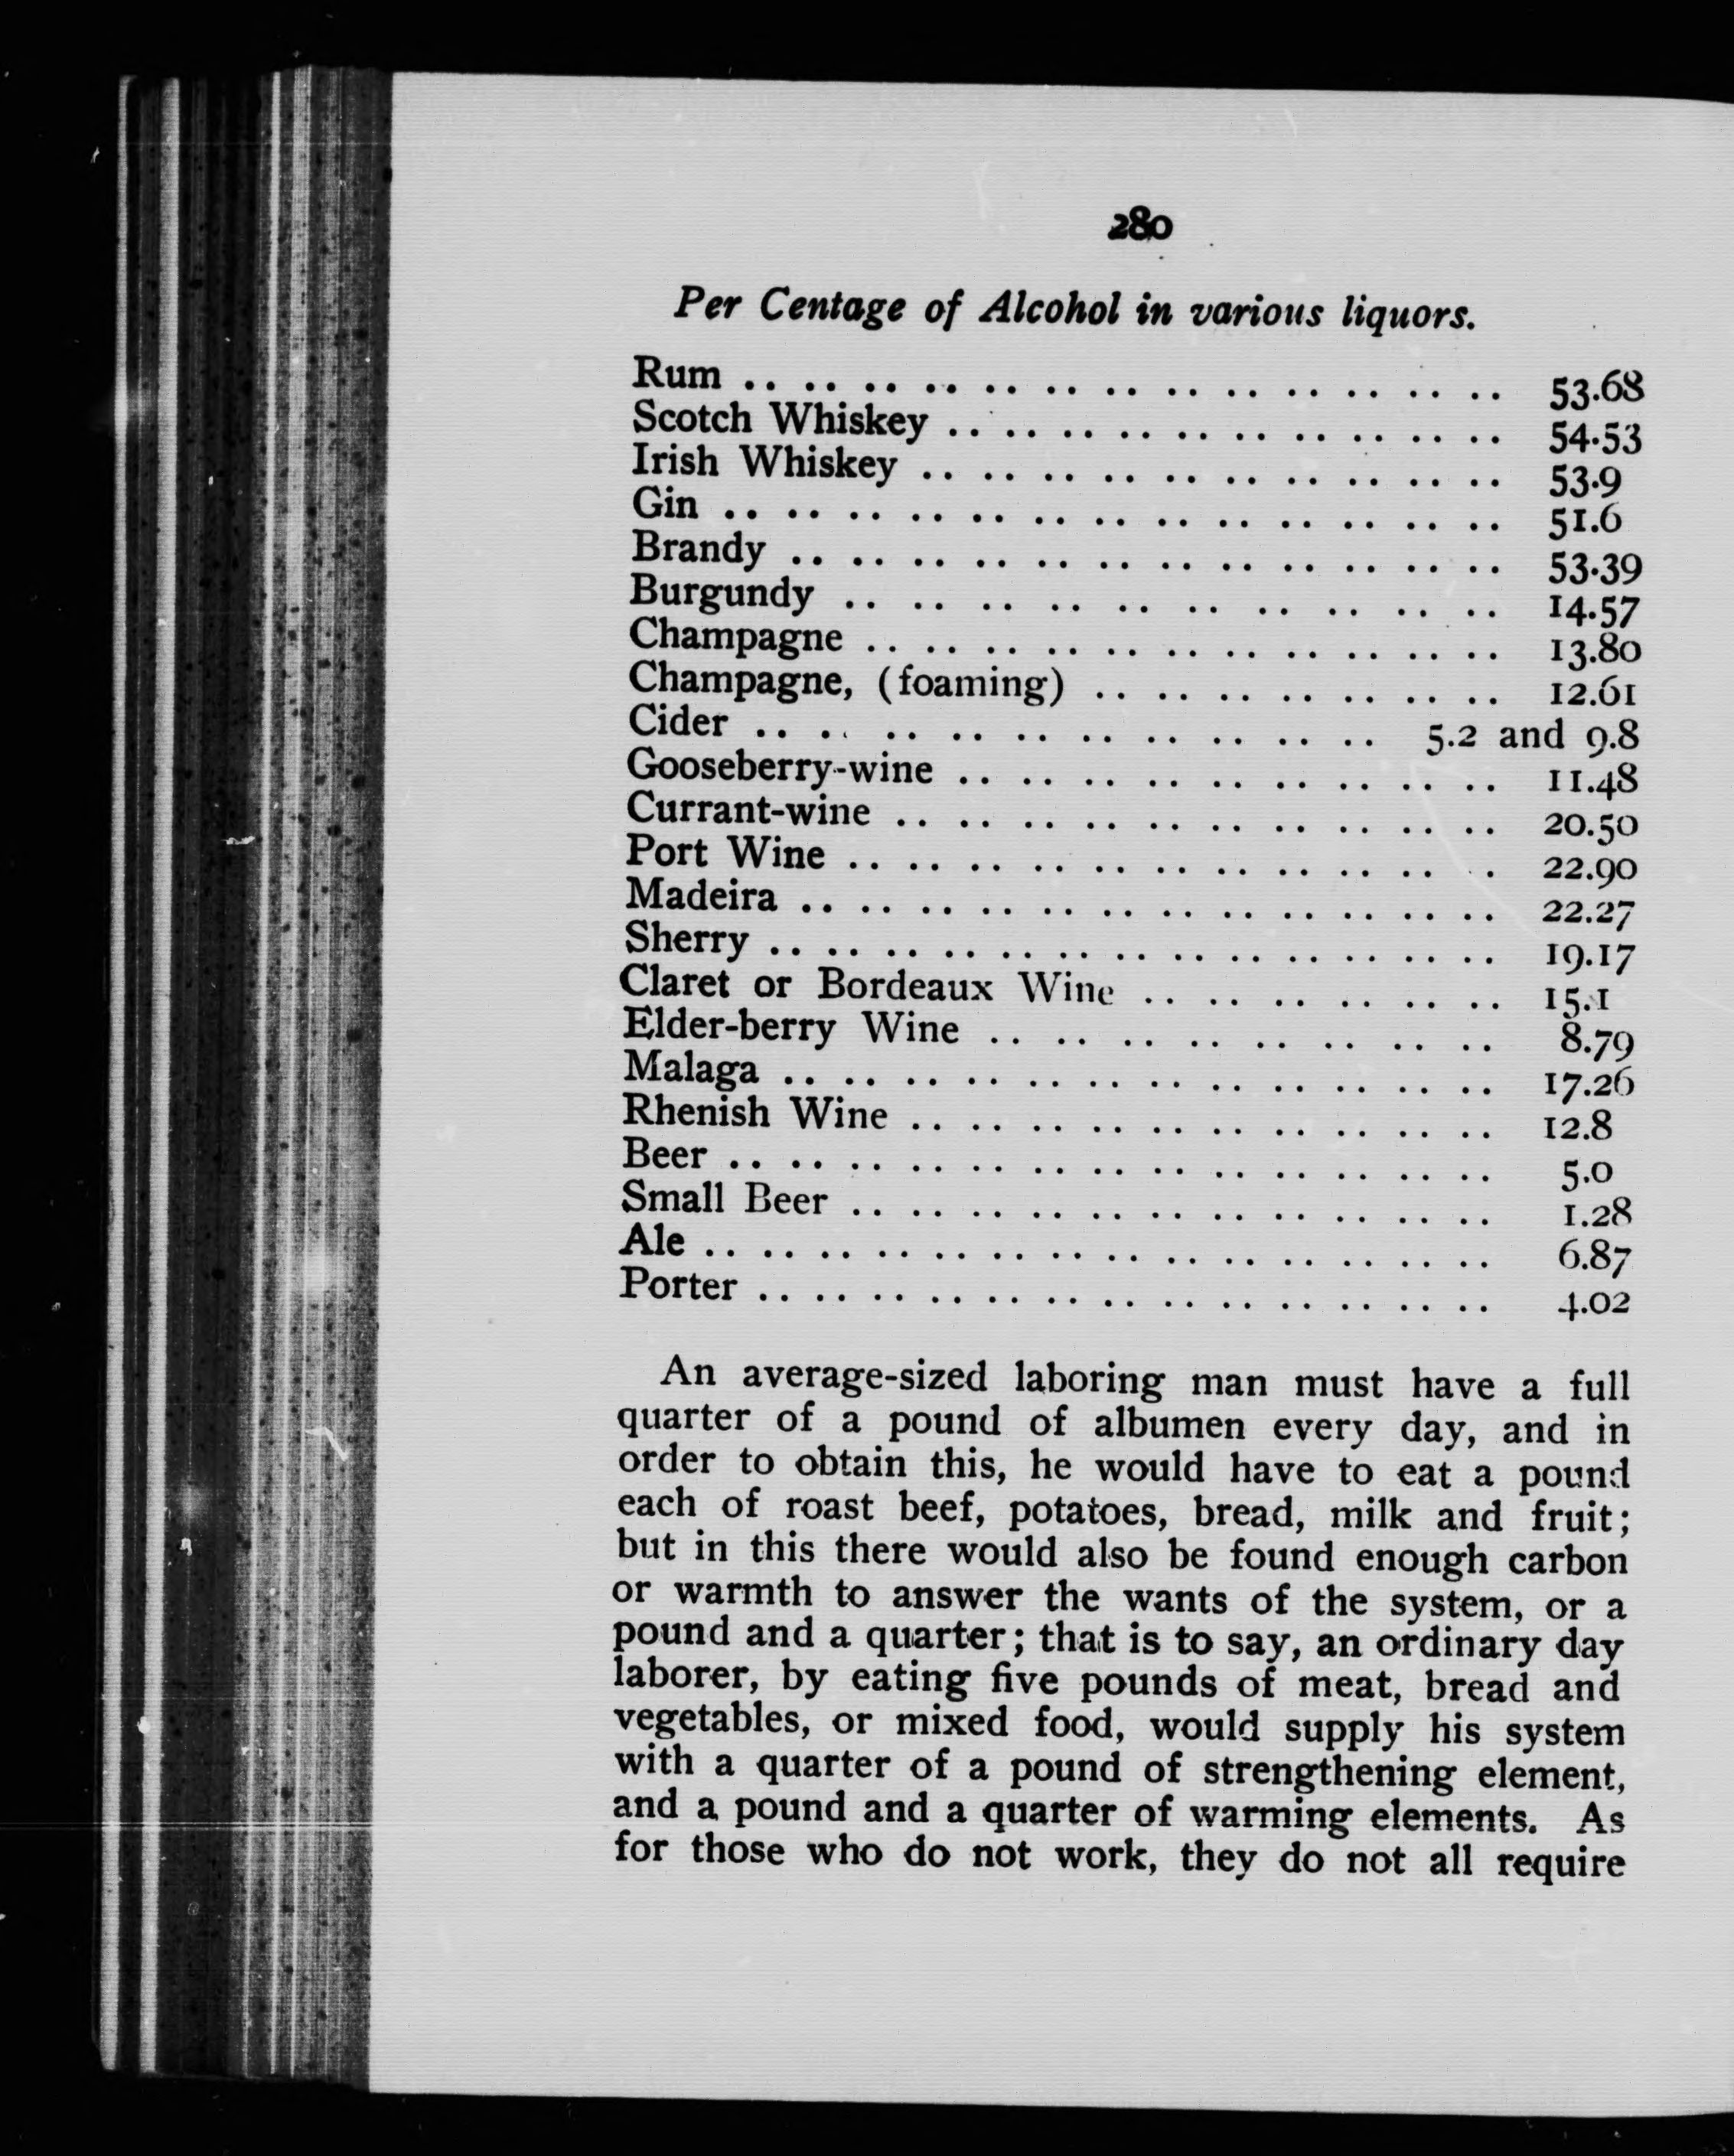 280
Per Centage of Alcohol in various liquors.
Rum .. .. .. .. .. .. .. .. .. .. .. .. .. 53.68
Scotch Whiskey .. .. .. .. .. .. .. .. .. .. 54.53
Irish Whiskey .. .. .. .. .. .. .. .. .. .. 53.9
Gin .. .. .. .. .. .. .. .. .. .. .. .. .. 51.6
Brandy .. .. .. .. .. .. .. .. .. .. .. .. 53.39
Burgundy .. .. .. .. .. .. .. .. .. .. 14.57
Champagne .. .. .. .. .. .. .. .. .. .. .. 13.80
Champagne, (foaming) .. .. .. .. .. .. .. 12.61
Cider .. .. .. .. .. .. .. .. .. .. 5.2 and 9.8
Gooseberry-wine .. .. .. .. .. .. .. .. .. 11.48
Currant-wine .. .. .. .. .. .. .. .. .. .. 20.50
Port Wine .. .. .. .. .. .. .. .. .. .. .. 22.90
Madeira .. .. .. .. .. .. .. .. .. .. .. .. 22.27
Sherry .. .. .. .. .. .. .. .. .. .. .. .. .. 19.17
Claret or Bordeaux Wine .. .. .. .. .. .. .. 15.1
Elder-berry Wine .. .. .. .. .. .. .. .. 8.79
Malaga .. .. .. .. .. .. .. .. .. .. .. .. 17.26
Rhenish Wine .. .. .. .. .. .. .. .. .. .. 12.8
Beer .. .. .. .. .. .. .. .. .. .. .. .. .. 5.0
Small Beer .. .. .. .. .. .. .. .. .. .. .. 1.28
Ale .. .. .. .. .. .. .. .. .. .. .. .. .. .. 6.87
Porter .. .. .. .. .. .. .. .. .. .. .. .. .. 4.02
An average-sized laboring man must have a full
quarter of a pound of albumen every day, and in
order to obtain this, he would have to eat a pound
each of roast beef, potatoes, bread, milk and fruit;
but in this there would also be found enough carbon
or warmth to answer the wants of the system, or a
pound and a quarter; that is to say, an ordinary day
laborer, by eating five pounds of meat, bread and
vegetables, or mixed food, would supply his system
with a quarter of a pound of strengthening element,
and a pound and a quarter of warming elements. As
for those who do not work, they do not all require